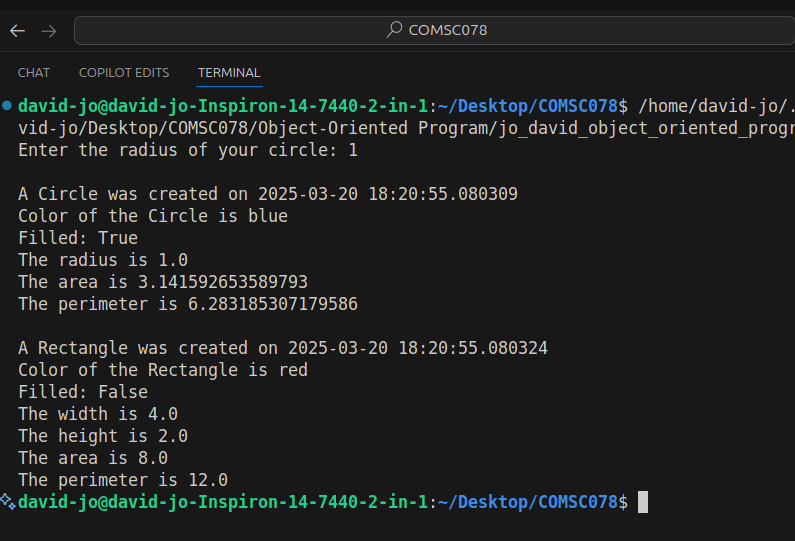 COMSC078
CHAT COPILOT EDITS TERMINAL
david-jo@david-jo-Inspiron-14-7440-2-in-1:~/Desktop/COMSC078$ /home/david-jo/.
vid-jo/Desktop/COMSC078/Object-Oriented Program/jo_david_object_oriented_progr
Enter the radius of your circle: 1
A Circle was created on 2025-03-20 18:20:55.080309
Color of the Circle is blue
Filled: True
The radius is 1.0
The area is 3.141592653589793
The perimeter is 6.283185307179586
A Rectangle was created on 2025-03-20 18:20:55.080324
Color of the Rectangle is red
Filled: False
The width is 4.0
The height is 2.0
The area is 8.0
The perimeter is 12.0
david-jo@david-jo-Inspiron-14-7440-2-in-1:~/Desktop/COMSC078$